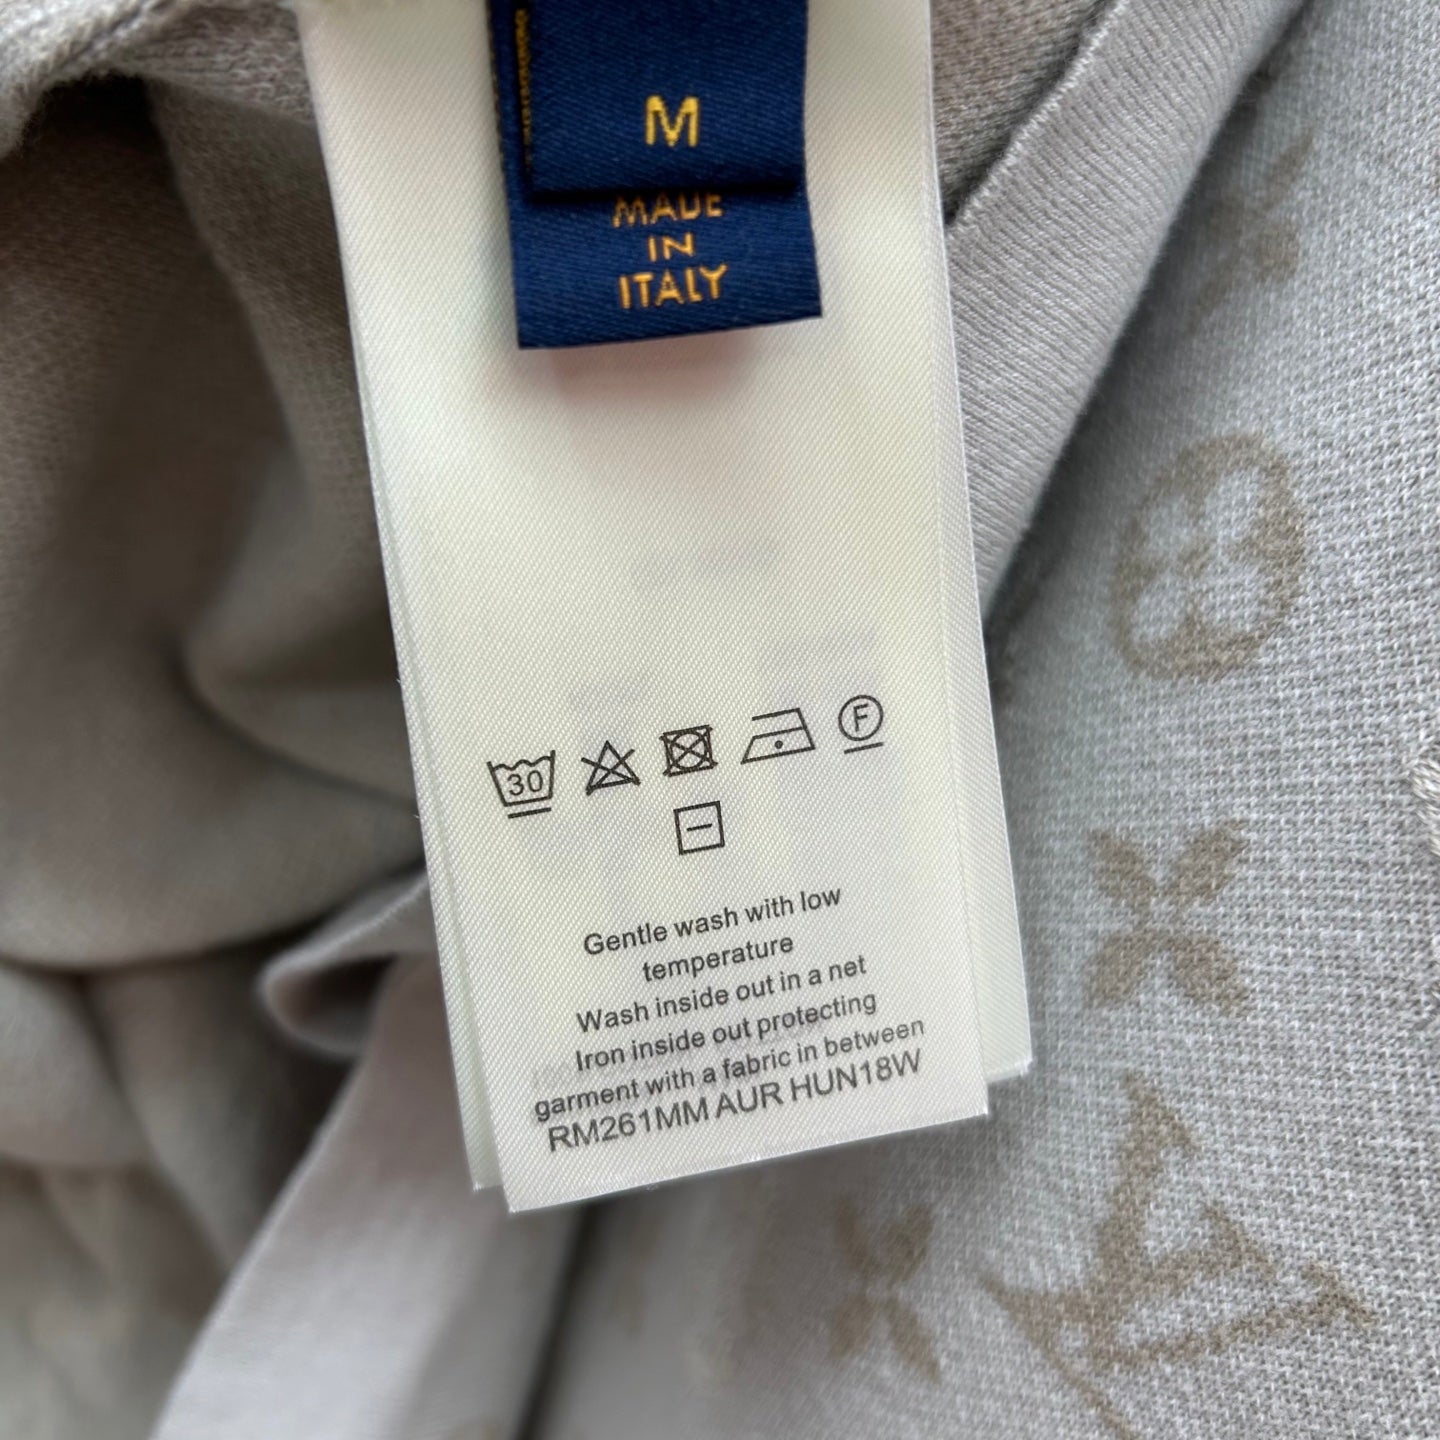 M
MADE
IN
ITALY
30
F
Gentle wash with low
temperature
Wash inside out in a net
Iron inside out protecting
garment with a fabric in between
RM261MM AUR HUN18W
LV